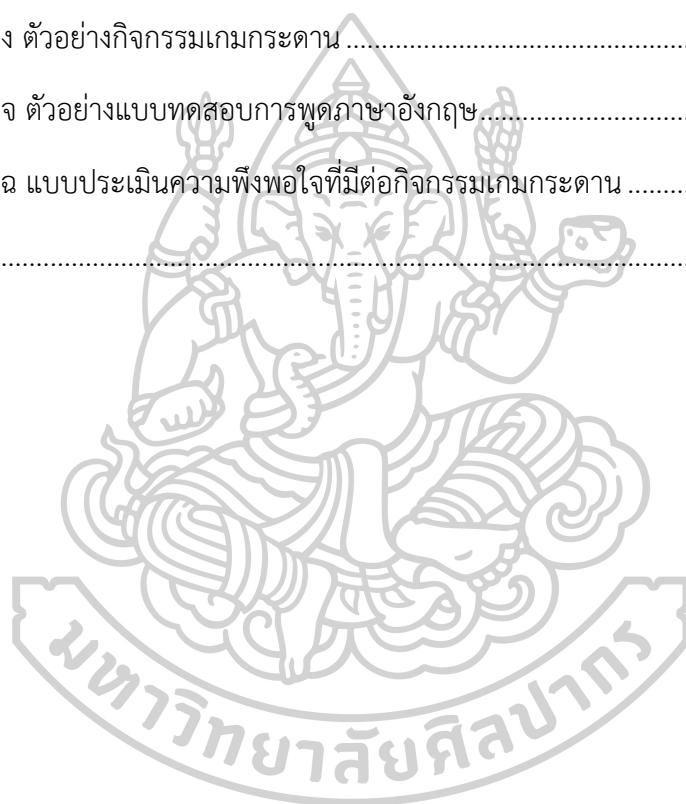 ง ตัวอย่างกิจกรรมเกมกระดาน ........................................
จ ตัวอย่างแบบทดสอบการพูดภาษาอังกฤษ........................
ฉ แบบประเมินความพึงพอใจที่มีต่อกิจกรรมเกมกระดาน .......
................................................................................................
มหาวิทยาลัยศิลปากร